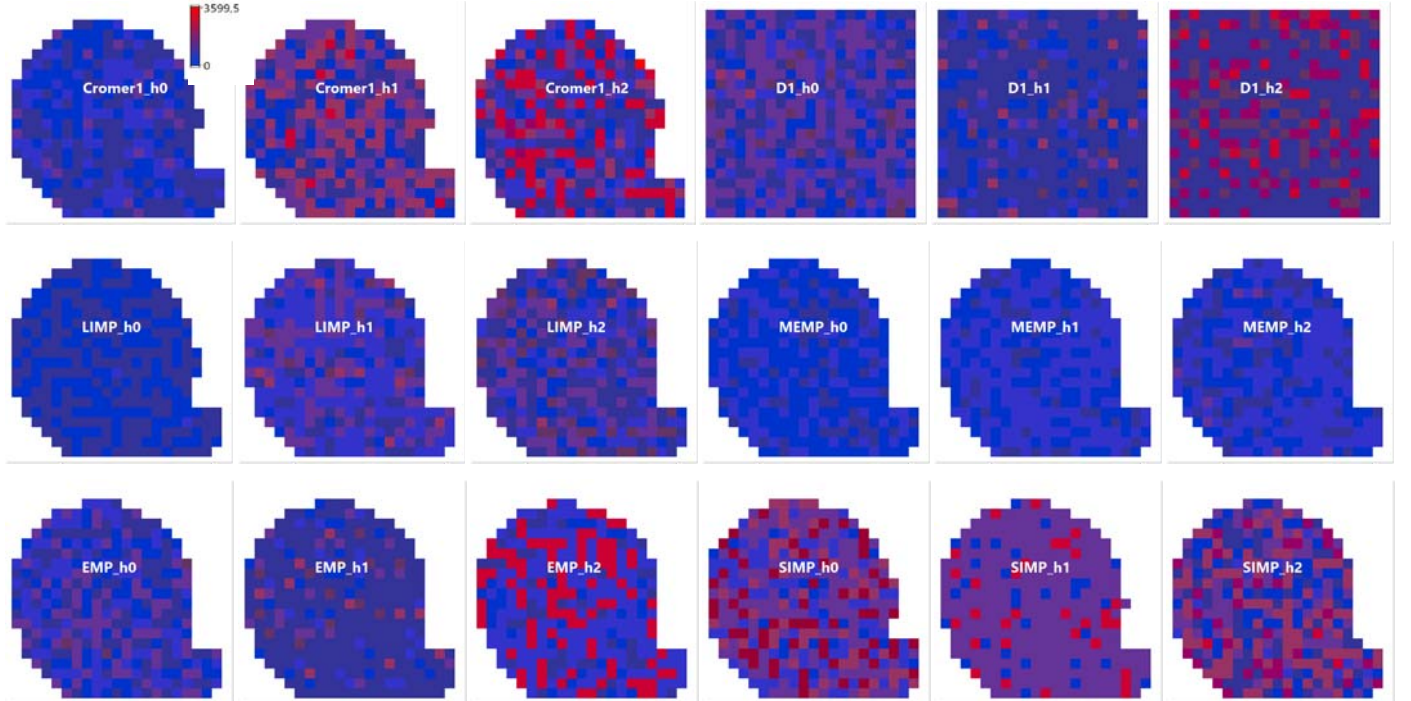 3599,5
0
Cromer1_h0
Cromer1_h1
Cromer1_h2
D1_h0
D1_h1
D1_h2
LIMP_h0
LIMP_h1
LIMP_h2
MEMP_h0
MEMP_h1
MEMP_h2
EMP_h0
EMP_h1
EMP_h2
SIMP_h0
SIMP_h1
SIMP_h2